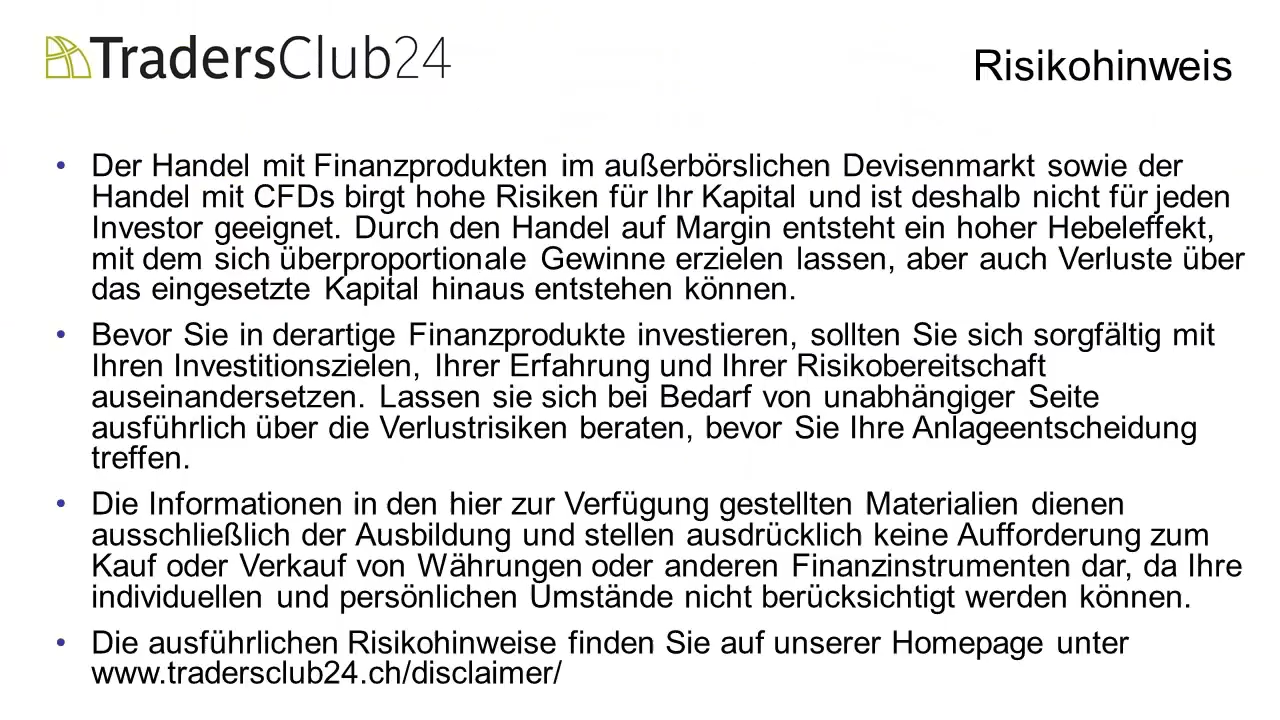 TradersClub24
Risikohinweis
• Der Handel mit Finanzprodukten im außerbörslichen Devisenmarkt sowie der
Handel mit CFDs birgt hohe Risiken für Ihr Kapital und ist deshalb nicht für jeden
Investor geeignet. Durch den Handel auf Margin entsteht ein hoher Hebeleffekt,
mit dem sich überproportionale Gewinne erzielen lassen, aber auch Verluste über
das eingesetzte Kapital hinaus entstehen können.
• Bevor Sie in derartige Finanzprodukte investieren, sollten Sie sich sorgfältig mit
Ihren Investitionszielen, Ihrer Erfahrung und Ihrer Risikobereitschaft
auseinandersetzen. Lassen sie sich bei Bedarf von unabhängiger Seite
ausführlich über die Verlustrisiken beraten, bevor Sie Ihre Anlageentscheidung
treffen.
• Die Informationen in den hier zur Verfügung gestellten Materialien dienen
ausschließlich der Ausbildung und stellen ausdrücklich keine Aufforderung zum
Kauf oder Verkauf von Währungen oder anderen Finanzinstrumenten dar, da Ihre
individuellen und persönlichen Umstände nicht berücksichtigt werden können.
• Die ausführlichen Risikohinweise finden Sie auf unserer Homepage unter
www.tradersclub24.ch/disclaimer/